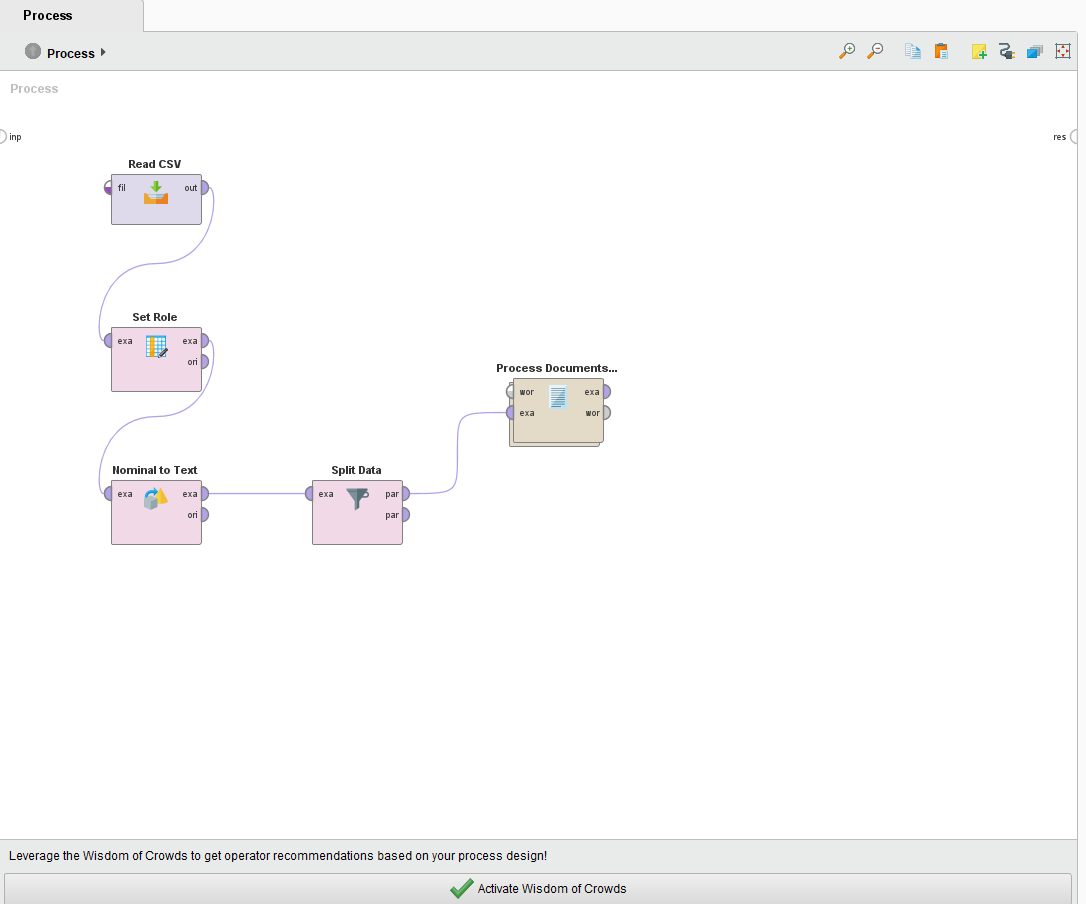 Process
Process
Process
inp
res
Read CSV
fil out
Set Role
exa exa
ori
Process Documents...
wor exa
exa wor
Nominal to Text
exa exa
ori
Split Data
exa par
par
Leverage the Wisdom of Crowds to get operator recommendations based on your process design!
Activate Wisdom of Crowds